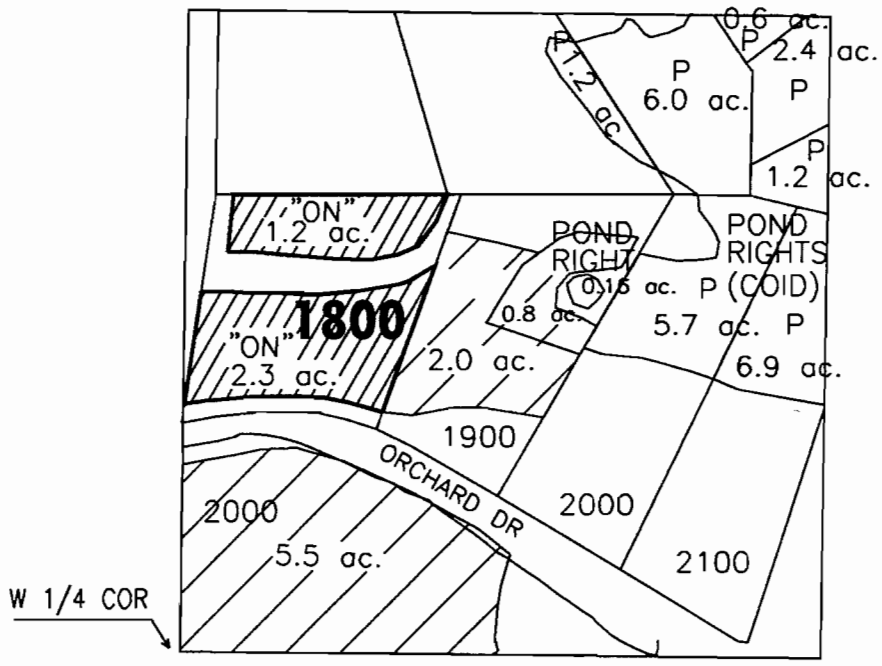 0.6 ac.
P
P
2.4 ac.
P
1.2 ac
6.0 ac.
P
P
1.2 ac.
"ON"
1.2 ac.
POND
RIGHT
POND
RIGHTS
(COID)
0.16 ac.
P
0.8 ac.
5.7 ac.
P
1800
"ON"
2.3 ac.
2.0 ac.
6.9 ac.
1900
ORCHARD DR
2000
2000
5.5 ac.
2100
W 1/4 COR